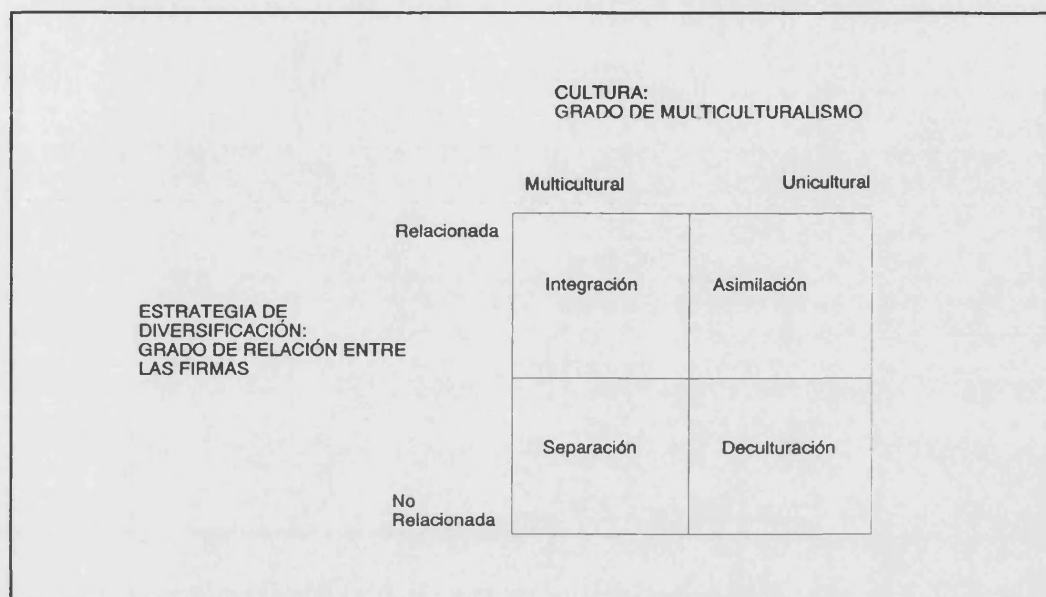 CULTURA:
GRADO DE MULTICULTURALISMO
Multicultural Unicultural
Relacionada
Integración Asimilación
ESTRATEGIA DE
DIVERSIFICACIÓN:
GRADO DE RELACIÓN ENTRE
LAS FIRMAS
Separación Deculturación
No
Relacionada